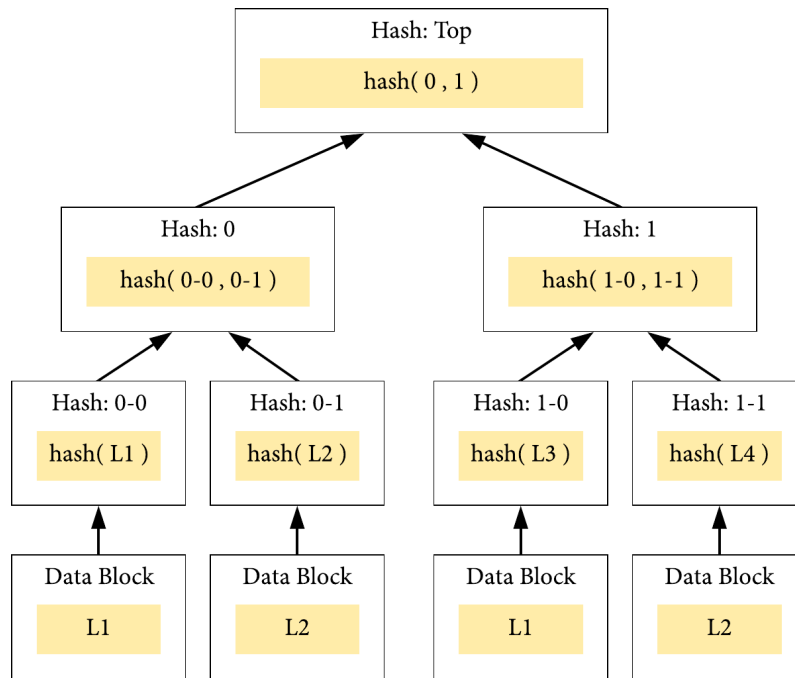 Hash: Top
hash( 0 , 1 )
Hash: 0
hash( 0-0 , 0-1 )
Hash: 1
hash( 1-0 , 1-1 )
Hash: 0-0
hash( L1 )
Hash: 0-1
hash( L2 )
Hash: 1-0
hash( L3 )
Hash: 1-1
hash( L4 )
Data Block
L1
Data Block
L2
Data Block
L1
Data Block
L2